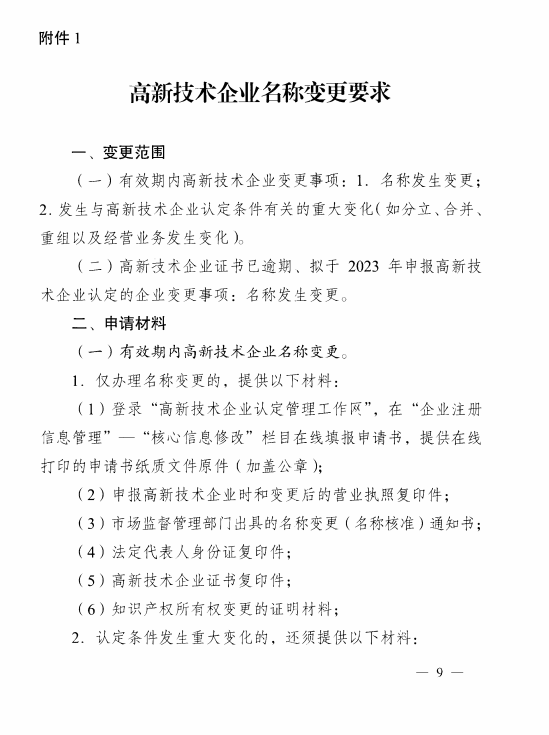 附件 1
高新技术企业名称变更要求
一、变更范围
（一）有效期内高新技术企业变更事项：1. 名称发生变更；
2. 发生与高新技术企业认定条件有关的重大变化（如分立、合并、
重组以及经营业务发生变化）。
（二）高新技术企业证书已逾期、拟于 2023 年申报高新技
术企业认定的企业变更事项：名称发生变更。
二、申请材料
（一）有效期内高新技术企业名称变更。
1. 仅办理名称变更的，提供以下材料：
（1）登录“高新技术企业认定管理工作网”，在“企业注册
信息管理”—“核心信息修改”栏目在线填报申请书，提供在线
打印的申请书纸质文件原件（加盖公章）；
（2）申报高新技术企业时和变更后的营业执照复印件；
（3）市场监督管理部门出具的名称变更（名称核准）通知书；
（4）法定代表人身份证复印件；
（5）高新技术企业证书复印件；
（6）知识产权所有权变更的证明材料；
2. 认定条件发生重大变化的，还须提供以下材料：
— 9 —